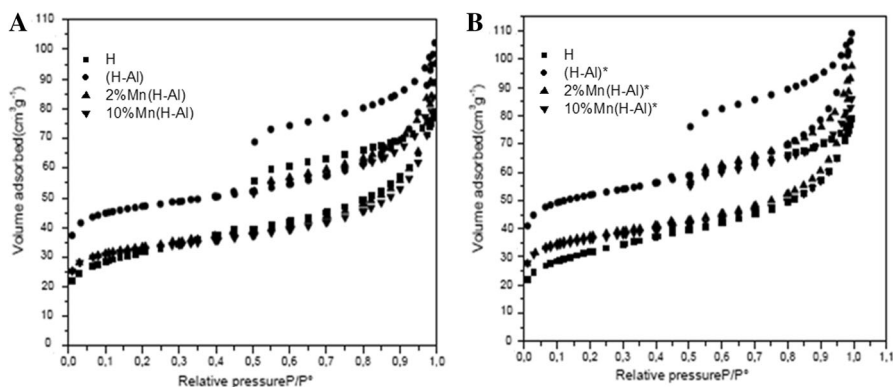 A
H
(H-Al)
2%Mn(H-Al)
10%Mn(H-Al)
Volume adsorbed(cm³g⁻¹)
110
100
90
80
70
60
50
40
30
20
10
0
0,0 0,1 0,2 0,3 0,4 0,5 0,6 0,7 0,8 0,9 1,0
Relative pressureP/P°
B
H
(H-Al)*
2%Mn(H-Al)*
10%Mn(H-Al)*
Volume adsorbed(cm³g⁻¹)
110
100
90
80
70
60
50
40
30
20
10
0
0,0 0,1 0,2 0,3 0,4 0,5 0,6 0,7 0,8 0,9 1,0 1,1
Relative pressureP/P°